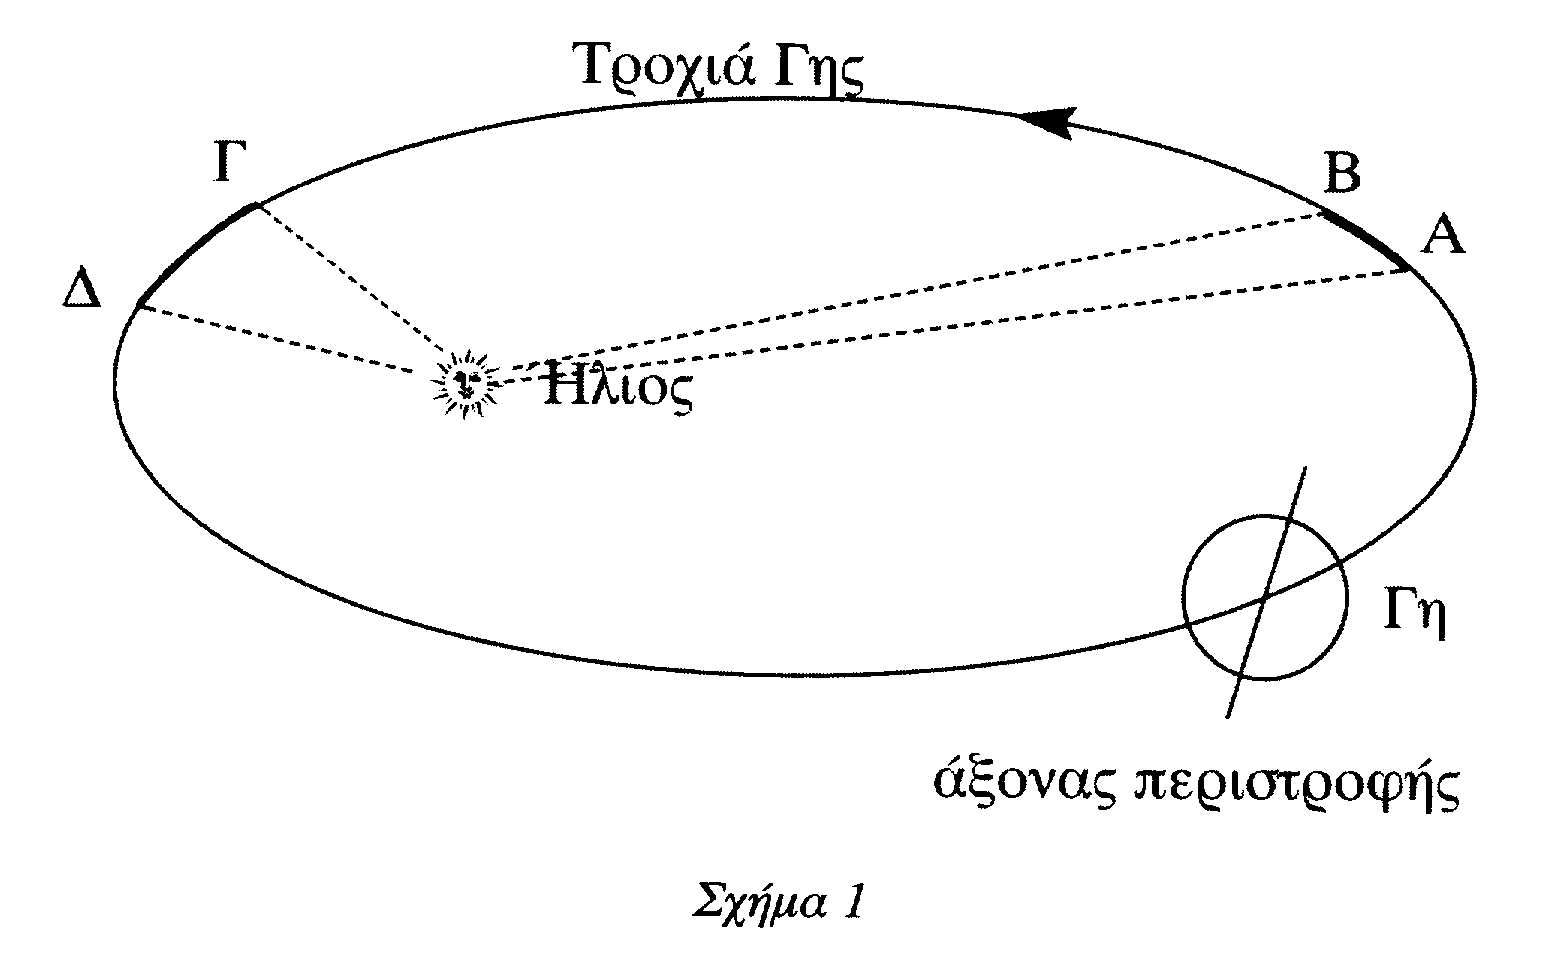 Τροχιά Γης
Γ
Β
Α
Δ
Ήλιος
Γη
άξονας περιστροφής
Σχήμα 1